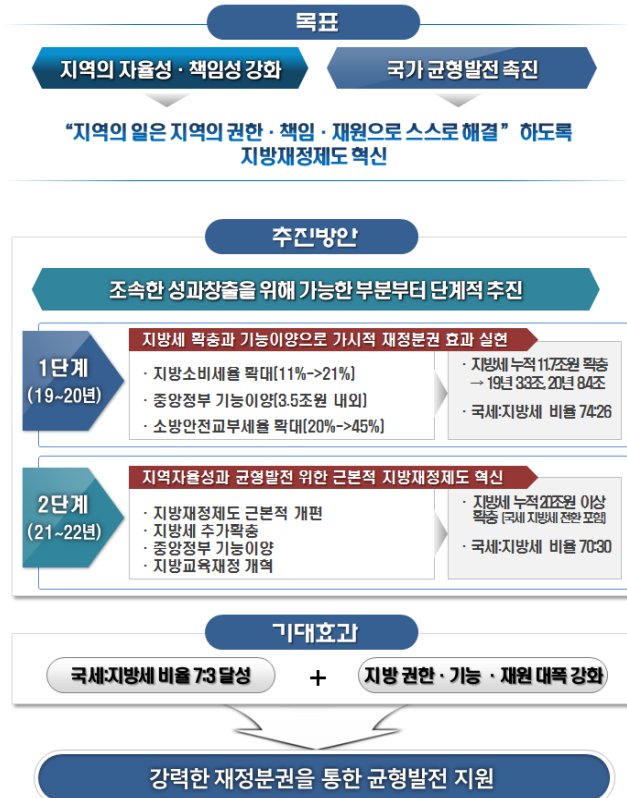 목표
지역의 자율성 · 책임성 강화
국가 균형발전 촉진
“지역의 일은 지역의 권한 · 책임 · 재원으로 스스로 해결” 하도록
지방재정제도 혁신
추진방안
조속한 성과창출을 위해 가능한 부분부터 단계적 추진
1단계
(19~20년)
지방세 확충과 기능이양으로 가시적 재정분권 효과 실현
· 지방소비세율 확대(11%->21%)
· 중앙정부 기능이양(3.5조원 내외)
· 소방안전교부세율 확대(20%->45%)
· 지방세 누적 11.7조원 확충
→ 19년 3.3조, 20년 8.4조
· 국세:지방세 비율 74:26
2단계
(21~22년)
지역자율성과 균형발전 위한 근본적 지방재정제도 혁신
· 지방재정제도 근본적 개편
· 지방세 추가확충
· 중앙정부 기능이양
· 지방교육재정 개혁
· 지방세 누적 20조원 이상
확충 (국세 지방세 전환 포함)
· 국세:지방세 비율 70:30
기대효과
국세:지방세 비율 7:3 달성
+
지방 권한 · 기능 · 재원 대폭 강화
강력한 재정분권을 통한 균형발전 지원